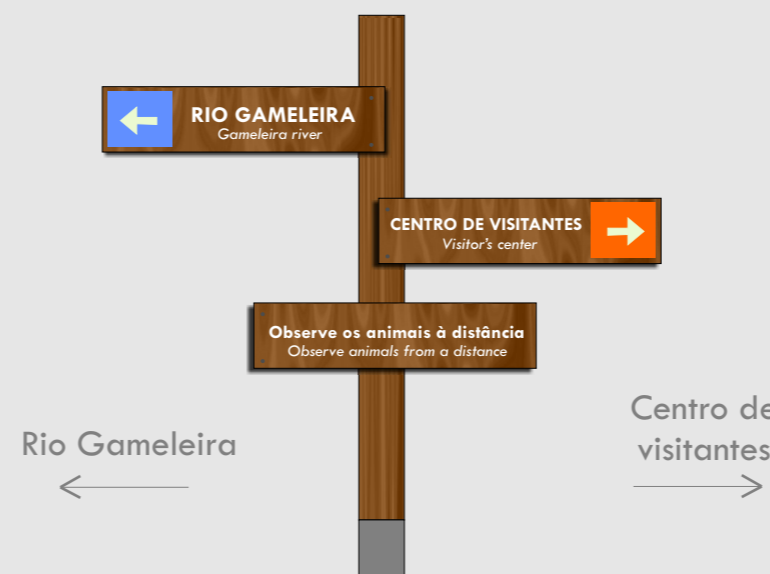 RIO GAMELEIRA
Gameleira river
CENTRO DE VISITANTES
Visitor's center
Observe os animais à distância
Observe animals from a distance
Rio Gameleira
Centro de
visitantes